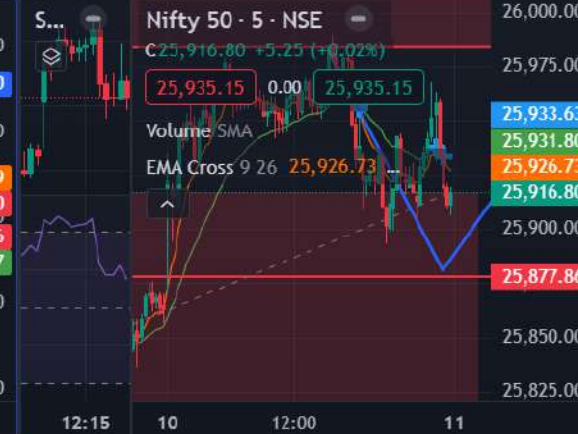 S...
12:15
Nifty 50 · 5 · NSE
C25,916.80 +5.25 (+0.02%)
25,935.15 0.00 25,935.15
Volume SMA
EMA Cross 9 26 25,926.73 ...
26,000.00
25,975.00
25,933.63
25,931.80
25,926.73
25,916.80
25,900.00
25,877.86
25,850.00
25,825.00
10 12:00 11